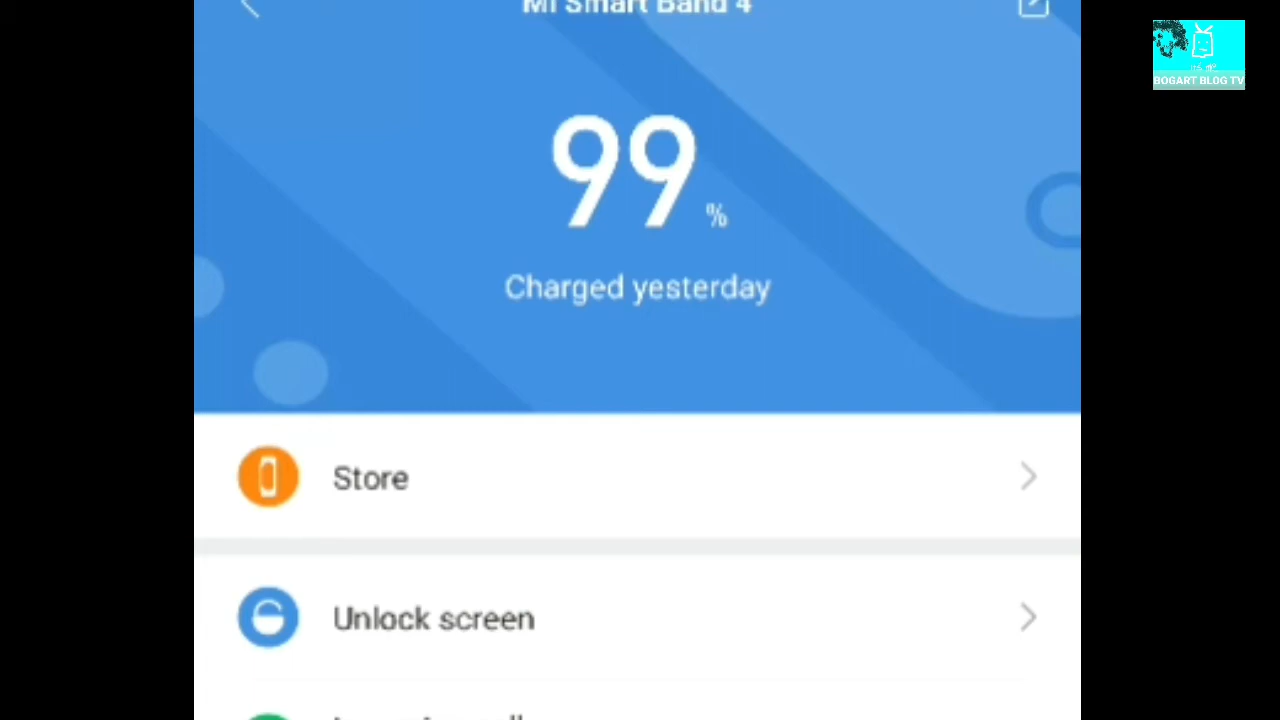 Mi Smart Band 4
BOGART BLOG TV
99
%
Charged yesterday
Store
Unlock screen